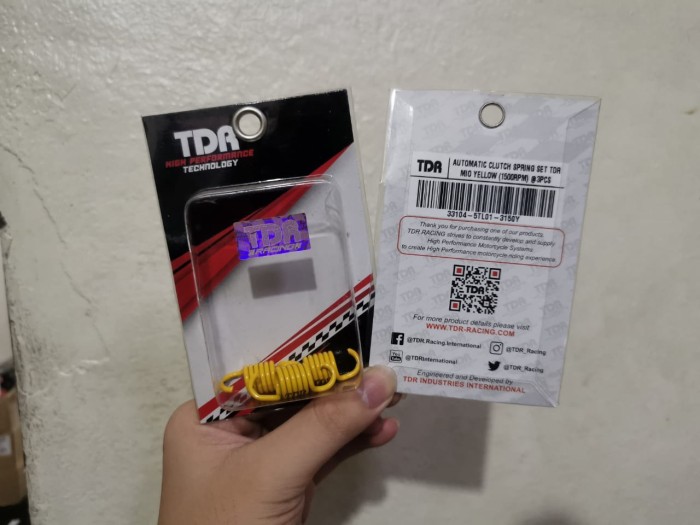 TDR
HIGH PERFORMANCE
TECHNOLOGY
TDR
TDR
AUTOMATIC CLUTCH SPRING SET TDR
MIO YELLOW (1500RPM) @3PCS
33104-5TL01-3150Y
Thank you for purchasing one of our products,
TDR RACING strives to constantly develop and supply
High Performance Motorcycle Systems
to create High Performance motorcycle riding experience.
TDR
For more product details please visit
WWW.TDR-RACING.COM
@TDR.Racing.International
@TDR_Racing
@TDRInternational
@TDR_Racing
Engineered and Developed by
TDR INDUSTRIES INTERNATIONAL